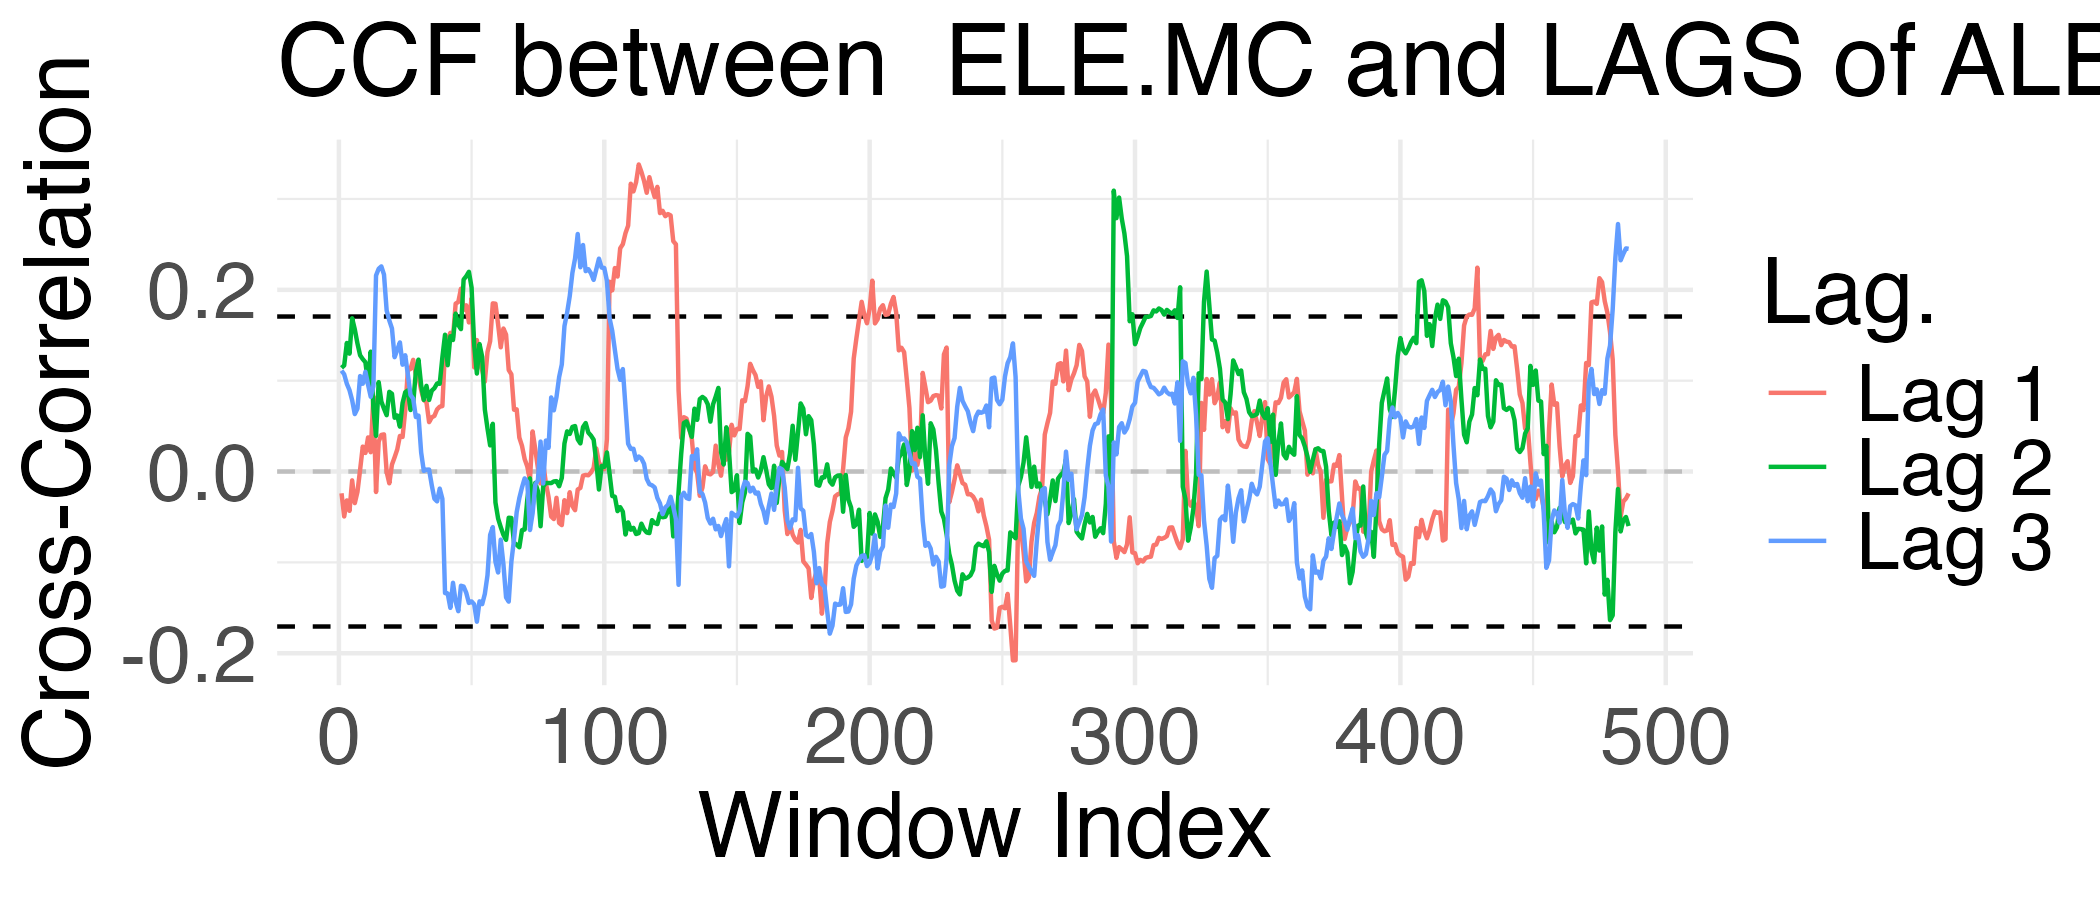 CCF between ELE.MC and LAGS of ALE
Cross-Correlation
0.2
0.0
-0.2
0
100
200
300
400
500
Window Index
Lag.
Lag 1
Lag 2
Lag 3